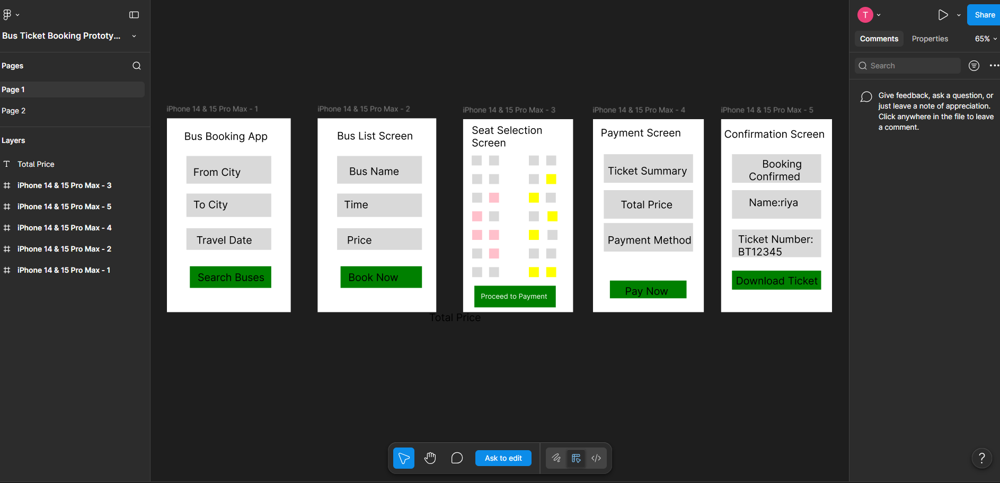 Bus Ticket Booking Prototy...
Pages
Page 1
Page 2
Layers
Total Price
iPhone 14 & 15 Pro Max - 3
iPhone 14 & 15 Pro Max - 5
iPhone 14 & 15 Pro Max - 4
iPhone 14 & 15 Pro Max - 2
iPhone 14 & 15 Pro Max - 1
iPhone 14 & 15 Pro Max - 1
Bus Booking App
From City
To City
Travel Date
Search Buses
iPhone 14 & 15 Pro Max - 2
Bus List Screen
Bus Name
Time
Price
Book Now
iPhone 14 & 15 Pro Max - 3
Seat Selection
Screen
Proceed to Payment
Total Price
iPhone 14 & 15 Pro Max - 4
Payment Screen
Ticket Summary
Total Price
Payment Method
Pay Now
iPhone 14 & 15 Pro Max - 5
Confirmation Screen
Booking
Confirmed
Name:riya
Ticket Number:
BT12345
Download Ticket
Ask to edit
T
Share
Comments
Properties
65%
Search
Give feedback, ask a question, or
just leave a note of appreciation.
Click anywhere in the file to leave
a comment.
?